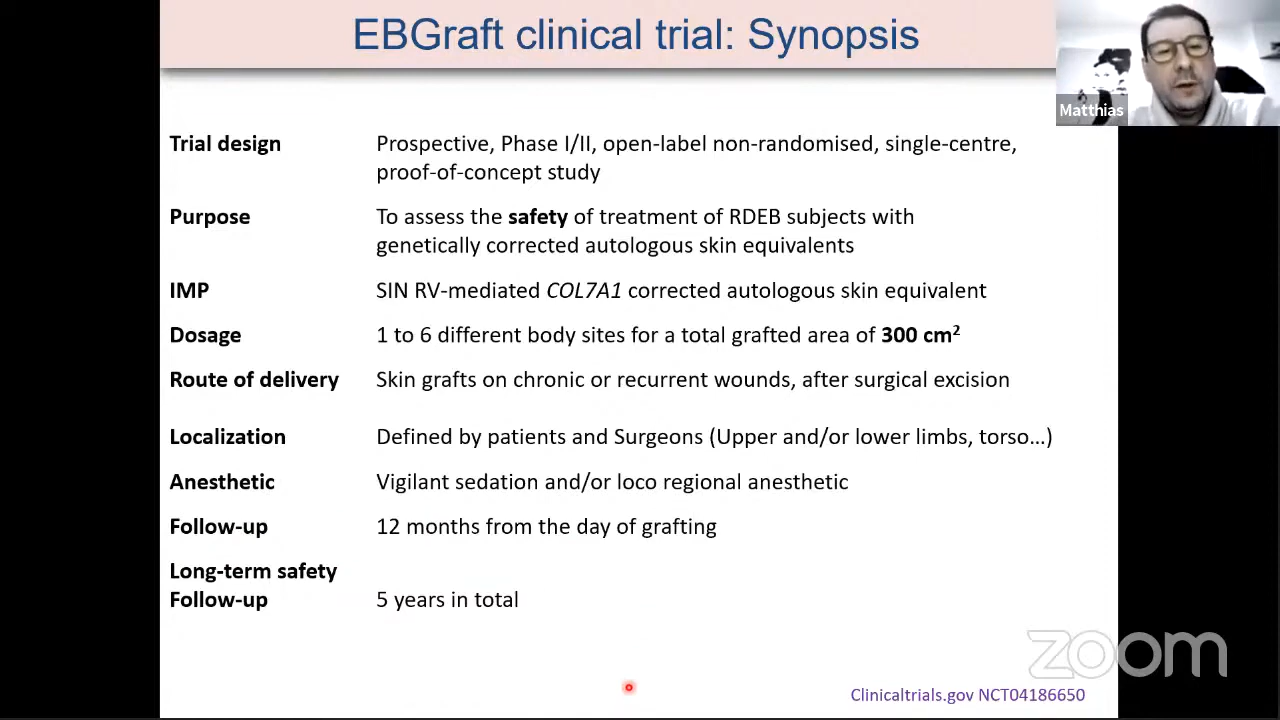 EBGraft clinical trial: Synopsis
Matthias
Trial design Prospective, Phase I/II, open-label non-randomised, single-centre,
proof-of-concept study
Purpose To assess the safety of treatment of RDEB subjects with
genetically corrected autologous skin equivalents
IMP SIN RV-mediated COL7A1 corrected autologous skin equivalent
Dosage 1 to 6 different body sites for a total grafted area of 300 cm²
Route of delivery Skin grafts on chronic or recurrent wounds, after surgical excision
Localization Defined by patients and Surgeons (Upper and/or lower limbs, torso...)
Anesthetic Vigilant sedation and/or loco regional anesthetic
Follow-up 12 months from the day of grafting
Long-term safety
Follow-up 5 years in total
zoom
Clinicaltrials.gov NCT04186650